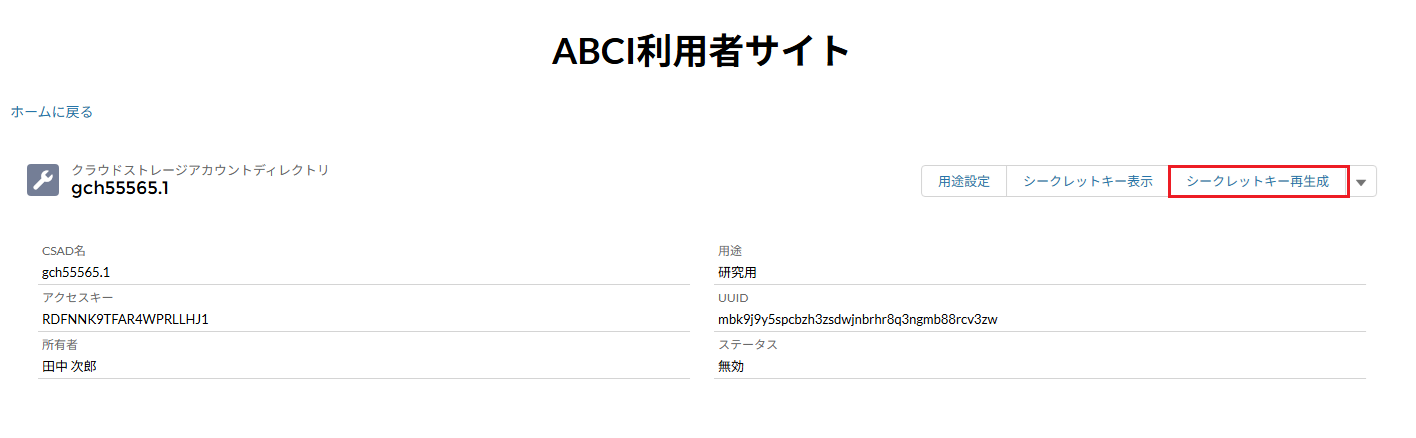 ABCI利用者サイト
ホームに戻る
クラウドストレージアカウントディレクトリ
gch55565.1
用途設定
シークレットキー表示
シークレットキー再生成
CSAD名
gch55565.1
用途
研究用
アクセスキー
RDFNNK9TFAR4WPRLLHJ1
UUID
mbk9j9y5spcbzh3zsdwjnbrhr8q3ngmb88rcv3zw
所有者
田中 次郎
ステータス
無効